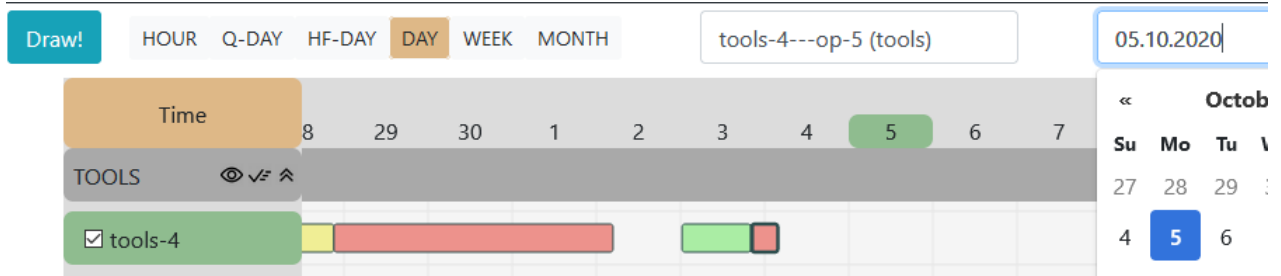 Draw! HOUR Q-DAY HF-DAY DAY WEEK MONTH tools-4---op-5 (tools) 05.10.2020
« Octob
Time
8 29 30 1 2 3 4 5 6 7
Su Mo Tu
TOOLS
27 28 29
tools-4
4 5 6